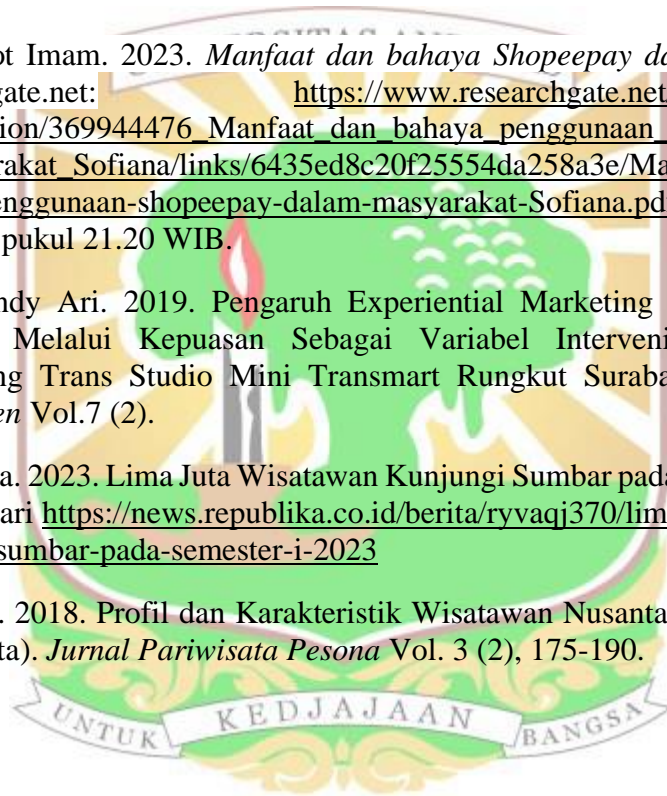 ot Imam. 2023. Manfaat dan bahaya Shopeepay da
gate.net: https://www.researchgate.net
ion/369944476_Manfaat_dan_bahaya_penggunaan_
rakat_Sofiana/links/6435ed8c20f25554da258a3e/Ma
enggunaan-shopeepay-dalam-masyarakat-Sofiana.pd
pukul 21.20 WIB.
ndy Ari. 2019. Pengaruh Experiential Marketing
Melalui Kepuasan Sebagai Variabel Interveni
ng Trans Studio Mini Transmart Rungkut Suraba
en Vol.7 (2).
a. 2023. Lima Juta Wisatawan Kunjungi Sumbar pada
ari https://news.republika.co.id/berita/ryvaqj370/lim
sumbar-pada-semester-i-2023
. 2018. Profil dan Karakteristik Wisatawan Nusanta
ta). Jurnal Pariwisata Pesona Vol. 3 (2), 175-190.
UNTUK KEDJAJAAN BANGSA